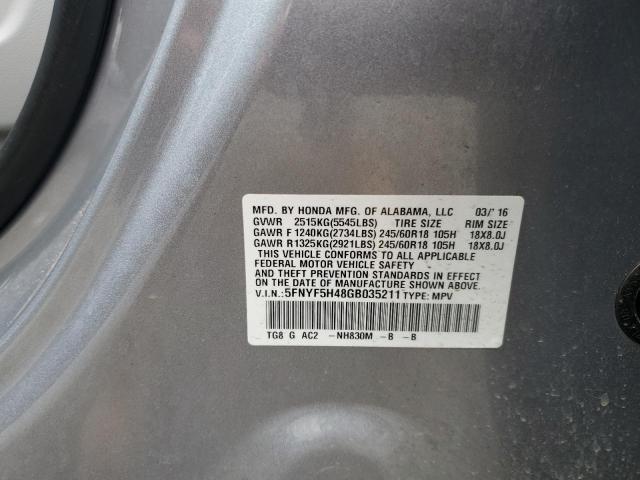 MFD. BY HONDA MFG. OF ALABAMA, LLC 03/'16
GVWR 2515KG(5545LBS) TIRE SIZE RIM SIZE
GAWR F 1240KG(2734LBS) 245/60R18 105H 18X8.0J
GAWR R1325KG(2921LBS) 245/60R18 105H 18X8.0J
THIS VEHICLE CONFORMS TO ALL APPLICABLE
FEDERAL MOTOR VEHICLE SAFETY
AND THEFT PREVENTION STANDARDS IN EFFECT
ON THE DATE OF MANUFACTURE SHOWN ABOVE.
V.I.N.: 5FNYF5H48GB035211 TYPE: MPV
TG8 G AC2 -NH830M -B -B